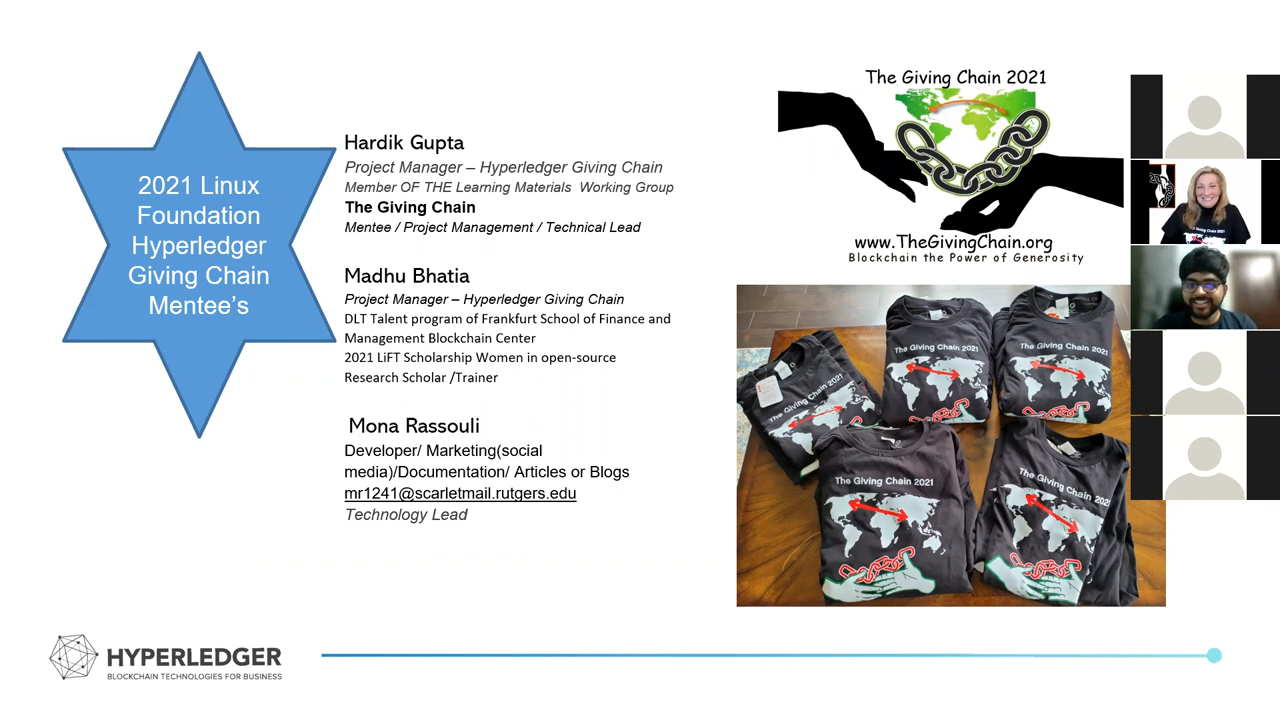 2021 Linux
Foundation
Hyperledger
Giving Chain
Mentee's
Hardik Gupta
Project Manager – Hyperledger Giving Chain
Member OF THE Learning Materials Working Group
The Giving Chain
Mentee / Project Management / Technical Lead
Madhu Bhatia
Project Manager – Hyperledger Giving Chain
DLT Talent program of Frankfurt School of Finance and
Management Blockchain Center
2021 LiFT Scholarship Women in open-source
Research Scholar /Trainer
Mona Rassouli
Developer/ Marketing(social
media)/Documentation/ Articles or Blogs
mr1241@scarletmail.rutgers.edu
Technology Lead
The Giving Chain 2021
www.TheGivingChain.org
Blockchain the Power of Generosity
The Giving Chain 2021
The Giving Chain 2021
The Giving Chain 2021
The Giving Chain 2021
The Giving Chain 2021
HYPERLEDGER
BLOCKCHAIN TECHNOLOGIES FOR BUSINESS